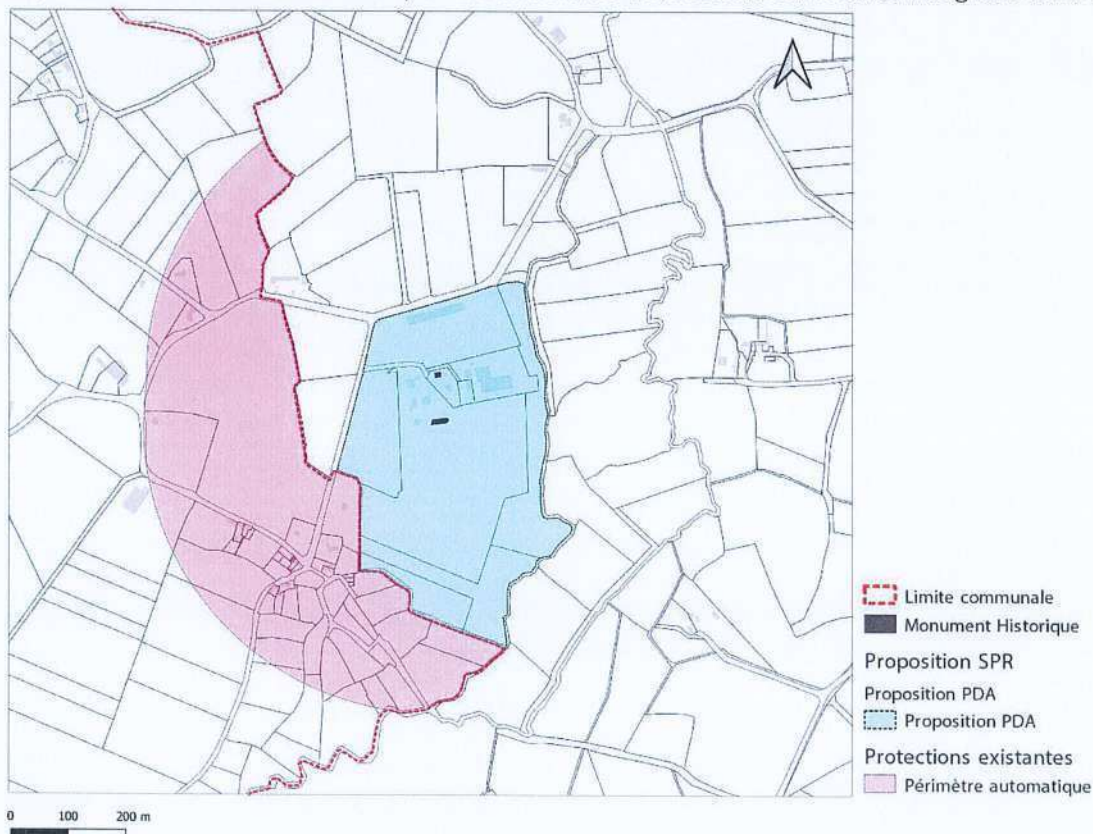 Limite communale
Monument Historique
Proposition SPR
Proposition PDA
Proposition PDA
Protections existantes
Périmètre automatique
0 100 200 m